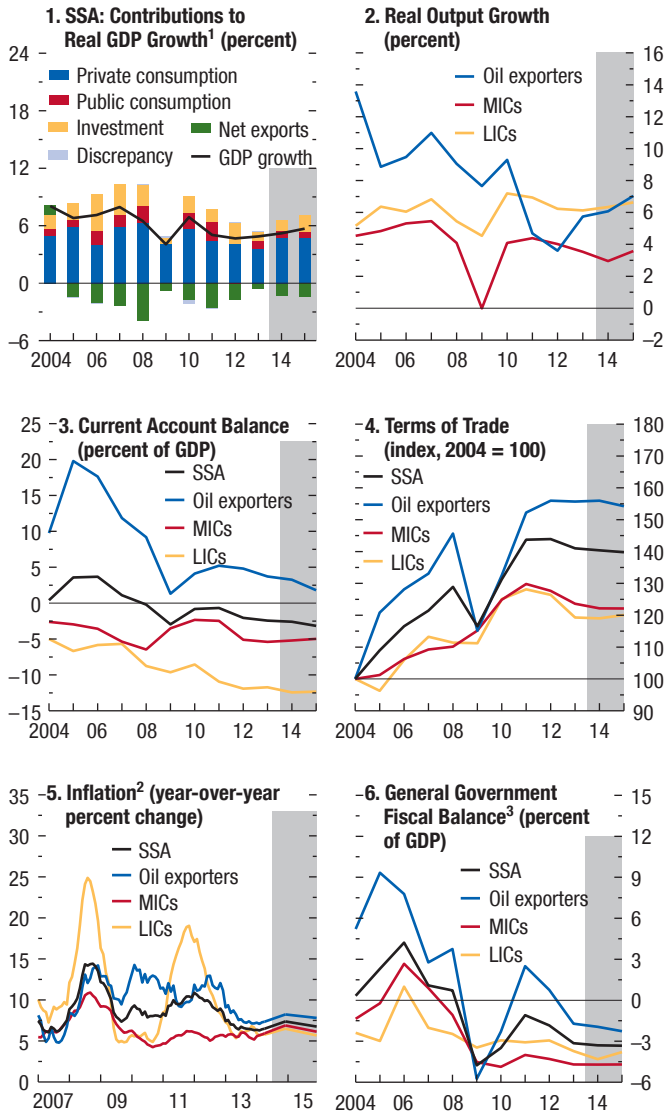 1. SSA: Contributions to
Real GDP Growth¹ (percent)
24
18
12
6
0
−6
Private consumption
Public consumption
Investment
Net exports
Discrepancy
GDP growth
2004 06 08 10 12 14
2. Real Output Growth
(percent)
16
14
12
10
8
6
4
2
0
−2
Oil exporters
MICs
LICs
2004 06 08 10 12 14
3. Current Account Balance
(percent of GDP)
25
20
15
10
5
0
−5
−10
−15
SSA
Oil exporters
MICs
LICs
2004 06 08 10 12 14
4. Terms of Trade
(index, 2004 = 100)
180
170
160
150
140
130
120
110
100
90
SSA
Oil exporters
MICs
LICs
2004 06 08 10 12 14
5. Inflation² (year-over-year
percent change)
35
30
25
20
15
10
5
0
SSA
Oil exporters
MICs
LICs
2007 09 11 13 15
6. General Government
Fiscal Balance³ (percent
of GDP)
15
12
9
6
3
0
−3
−6
SSA
Oil exporters
MICs
LICs
2004 06 08 10 12 14